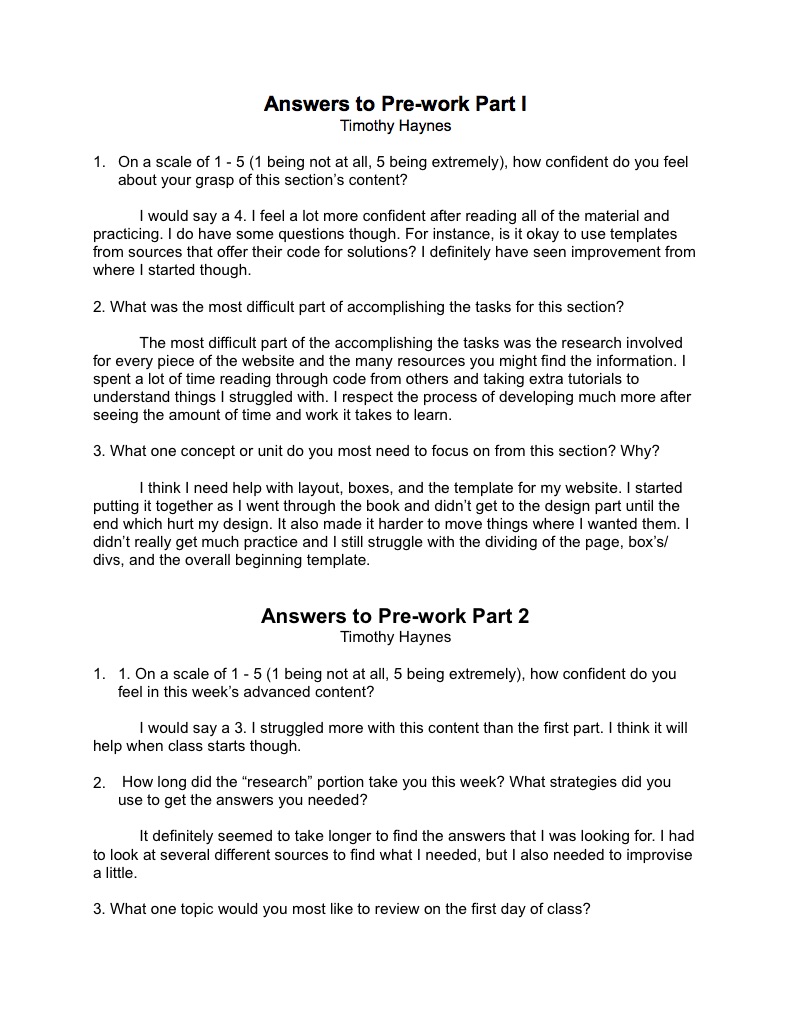 Answers to Pre-work Part I
Timothy Haynes
1. On a scale of 1 - 5 (1 being not at all, 5 being extremely), how confident do you feel
about your grasp of this section’s content?
I would say a 4. I feel a lot more confident after reading all of the material and
practicing. I do have some questions though. For instance, is it okay to use templates
from sources that offer their code for solutions? I definitely have seen improvement from
where I started though.
2. What was the most difficult part of accomplishing the tasks for this section?
The most difficult part of the accomplishing the tasks was the research involved
for every piece of the website and the many resources you might find the information. I
spent a lot of time reading through code from others and taking extra tutorials to
understand things I struggled with. I respect the process of developing much more after
seeing the amount of time and work it takes to learn.
3. What one concept or unit do you most need to focus on from this section? Why?
I think I need help with layout, boxes, and the template for my website. I started
putting it together as I went through the book and didn’t get to the design part until the
end which hurt my design. It also made it harder to move things where I wanted them. I
didn’t really get much practice and I still struggle with the dividing of the page, box’s/
divs, and the overall beginning template.
Answers to Pre-work Part 2
Timothy Haynes
1. 1. On a scale of 1 - 5 (1 being not at all, 5 being extremely), how confident do you
feel in this week’s advanced content?
I would say a 3. I struggled more with this content than the first part. I think it will
help when class starts though.
2. How long did the “research” portion take you this week? What strategies did you
use to get the answers you needed?
It definitely seemed to take longer to find the answers that I was looking for. I had
to look at several different sources to find what I needed, but I also needed to improvise
a little.
3. What one topic would you most like to review on the first day of class?